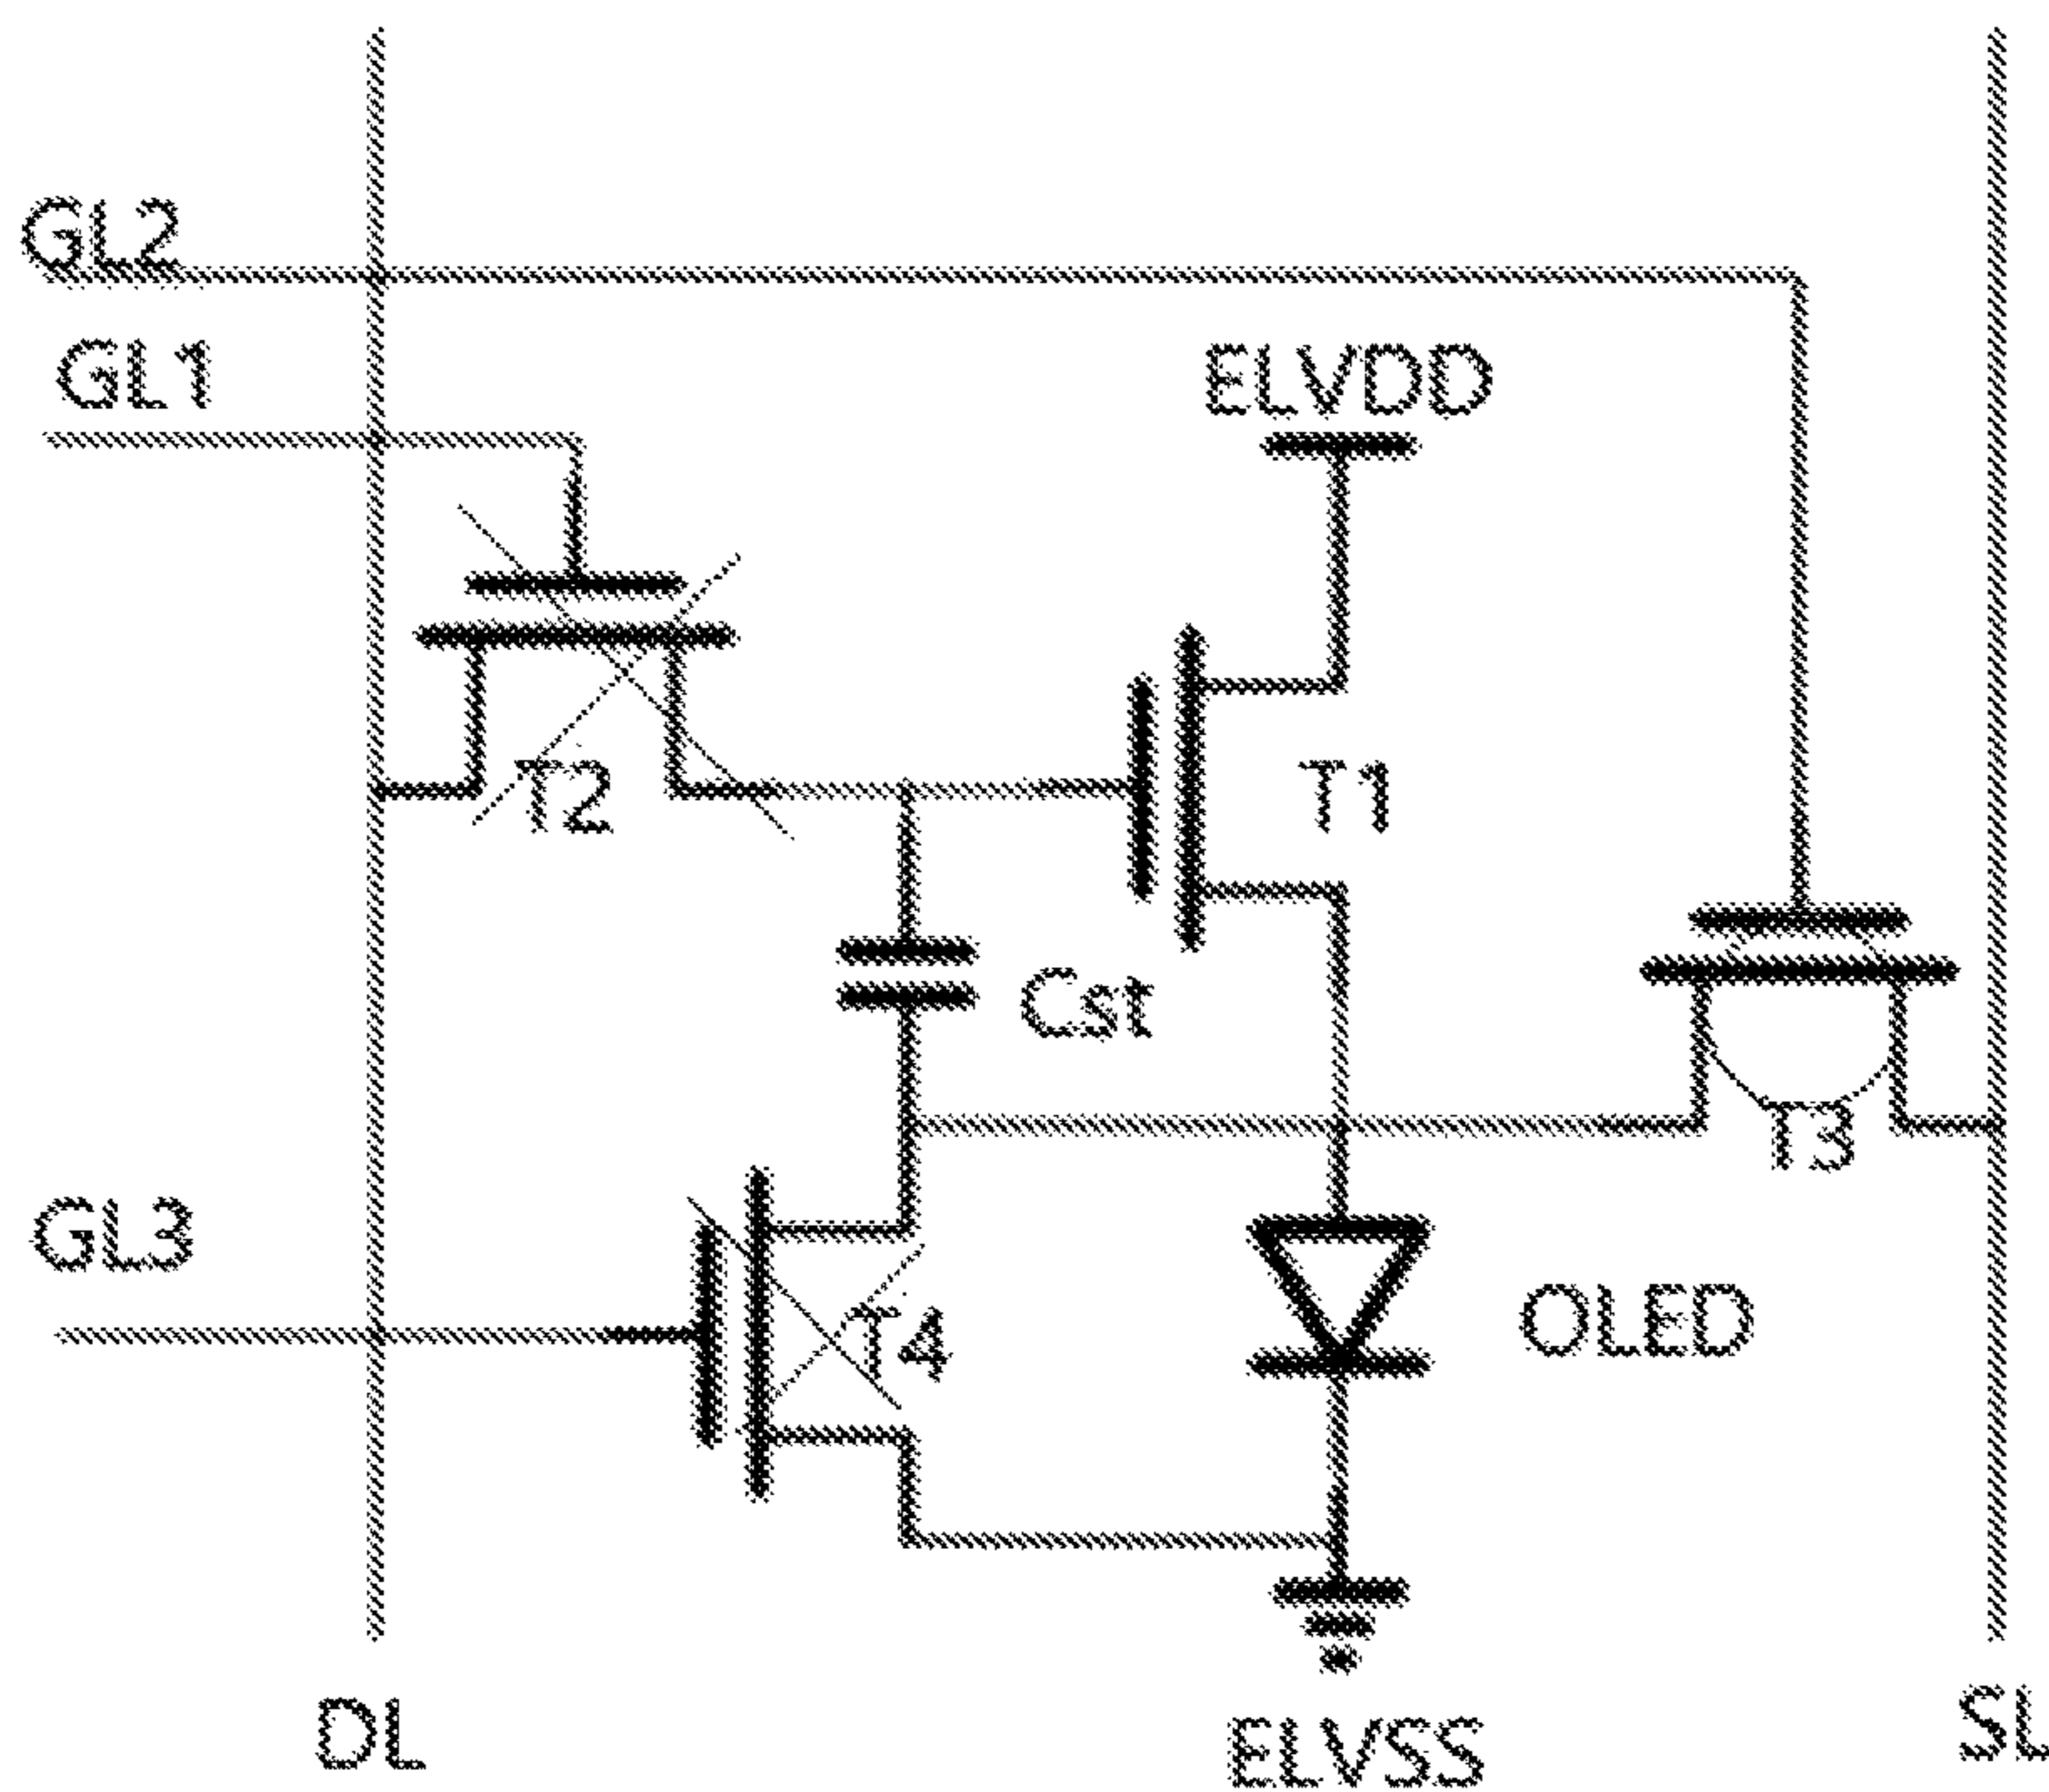 GL2
GL1
ELVDD
T2
T1
Cst
T3
GL3
T4
OLED
DL
ELVSS
SL